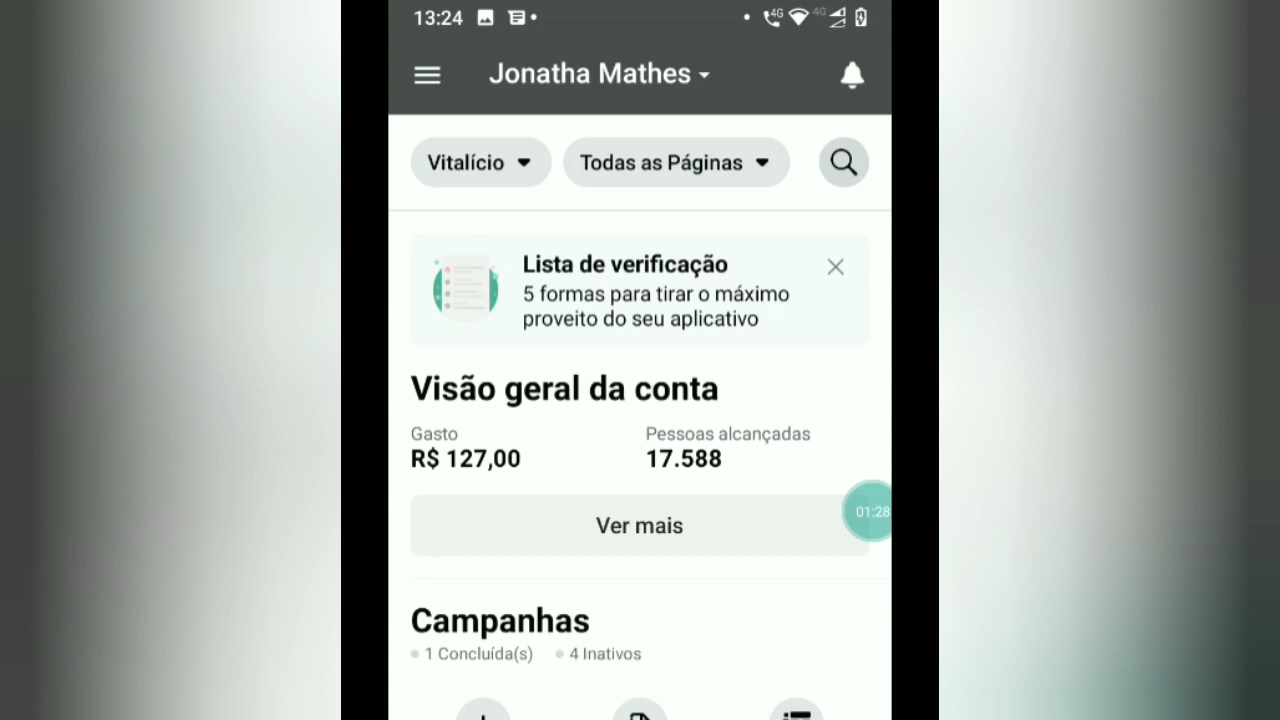 13:24
4G 4G
Jonatha Mathes
Vitalício
Todas as Páginas
Lista de verificação
5 formas para tirar o máximo
proveito do seu aplicativo
Visão geral da conta
Gasto
Pessoas alcançadas
R$ 127,00
17.588
Ver mais
01:28
Campanhas
1 Concluída(s)
4 Inativos